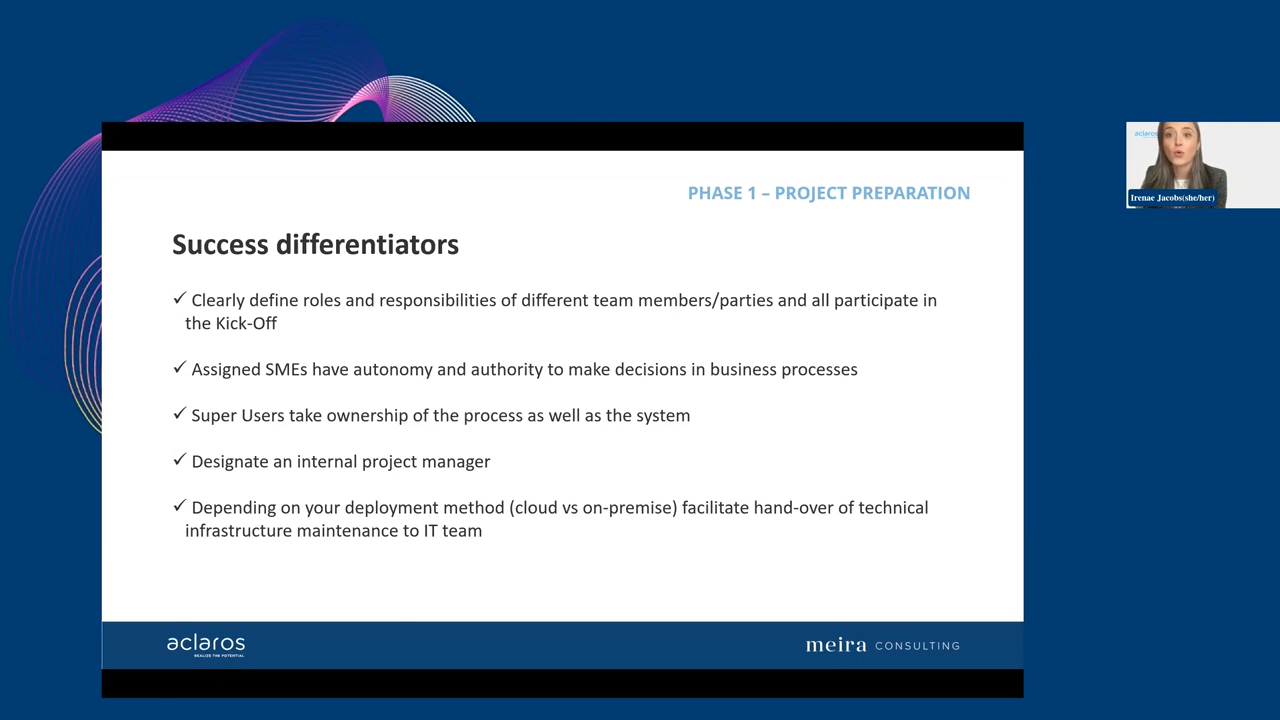 PHASE 1 – PROJECT PREPARATION
Success differentiators
✓ Clearly define roles and responsibilities of different team members/parties and all participate in
the Kick-Off
✓ Assigned SMEs have autonomy and authority to make decisions in business processes
✓ Super Users take ownership of the process as well as the system
✓ Designate an internal project manager
✓ Depending on your deployment method (cloud vs on-premise) facilitate hand-over of technical
infrastructure maintenance to IT team
aclaros
REALIZE THE POTENTIAL
meira CONSULTING
aclaros
Irenae Jacobs(she/her)